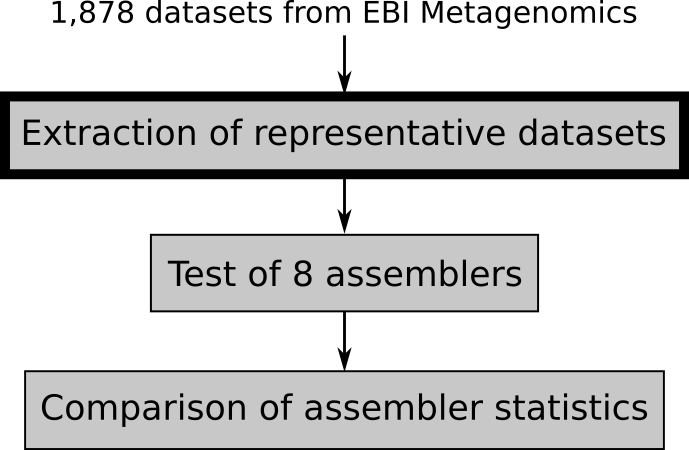 1,878 datasets from EBI Metagenomics
Extraction of representative datasets
Test of 8 assemblers
Comparison of assembler statistics